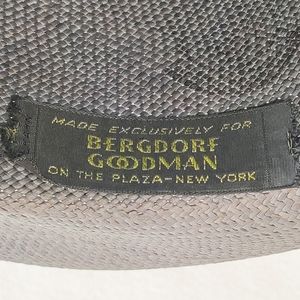 MADE EXCLUSIVELY FOR
BERGDORF
GOODMAN
ON THE PLAZA-NEW YORK